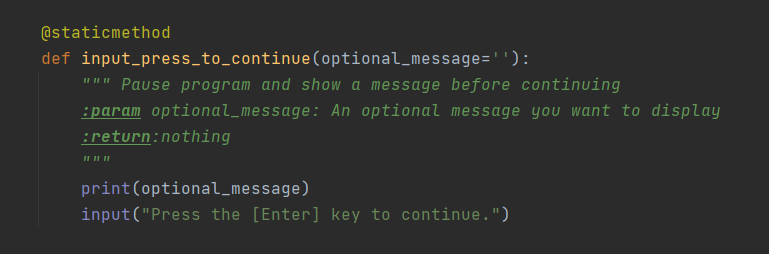 @staticmethod
def input_press_to_continue(optional_message=''):
    """ Pause program and show a message before continuing
    :param optional_message: An optional message you want to display
    :return:nothing
    """
    print(optional_message)
    input("Press the [Enter] key to continue.")